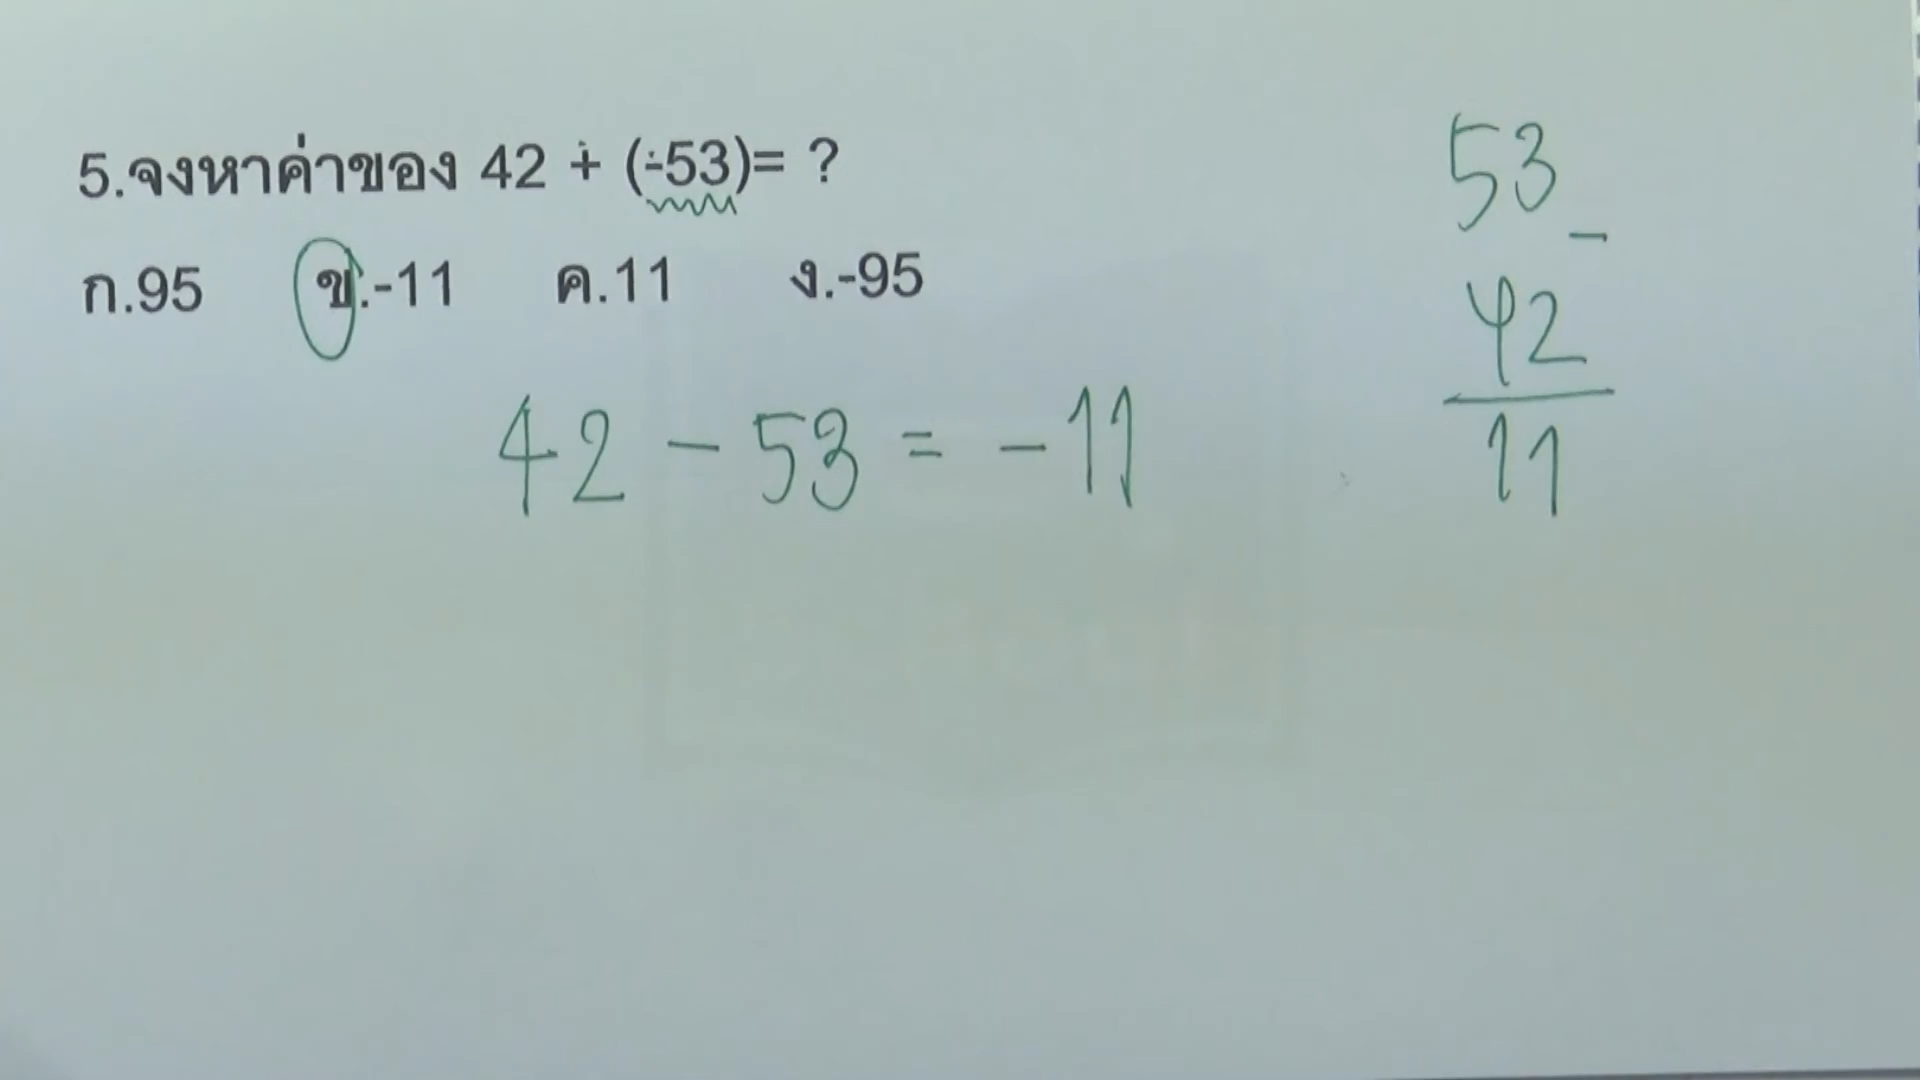 5.จงหาค่าของ 42 + (-53)= ?
ก.95 ข.-11 ค.11 ง.-95
42 - 53 = -11
53
-
42
11